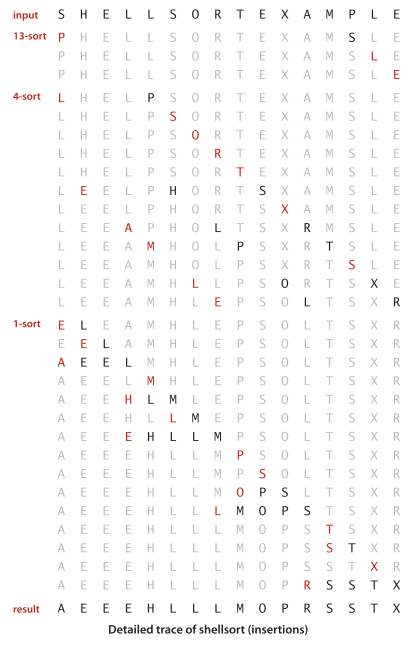 input S H E L L S O R T E X A M P L E
13-sort P H E L L S O R T E X A M S L E
P H E L L S O R T E X A M S L E
P H E L L S O R T E X A M S L E
4-sort L H E L P S O R T E X A M S L E
L H E L P S O R T E X A M S L E
L H E L P S O R T E X A M S L E
L H E L P S O R T E X A M S L E
L H E L P S O R T E X A M S L E
L E E L P H O R T S X A M S L E
L E E L P H O R T S X A M S L E
L E E A P H O L T S X R M S L E
L E E A M H O L P S X R T S L E
L E E A M H O L P S X R T S L E
L E E A M H L L P S O R T S X E
L E E A M H L E P S O L T S X R
1-sort E L E A M H L E P S O L T S X R
E E L A M H L E P S O L T S X R
A E E L M H L E P S O L T S X R
A E E L M H L E P S O L T S X R
A E E H L M L E P S O L T S X R
A E E H L L M E P S O L T S X R
A E E E H L L M P S O L T S X R
A E E E H L L M P S O L T S X R
A E E E H L L M P S O L T S X R
A E E E H L L M O P S L T S X R
A E E E H L L L M O P S T S X R
A E E E H L L L M O P S T S X R
A E E E H L L L M O P S S T X R
A E E E H L L L M O P S S T X R
A E E E H L L L M O P R S S T X
result A E E E H L L L M O P R S S T X
Detailed trace of shellsort (insertions)